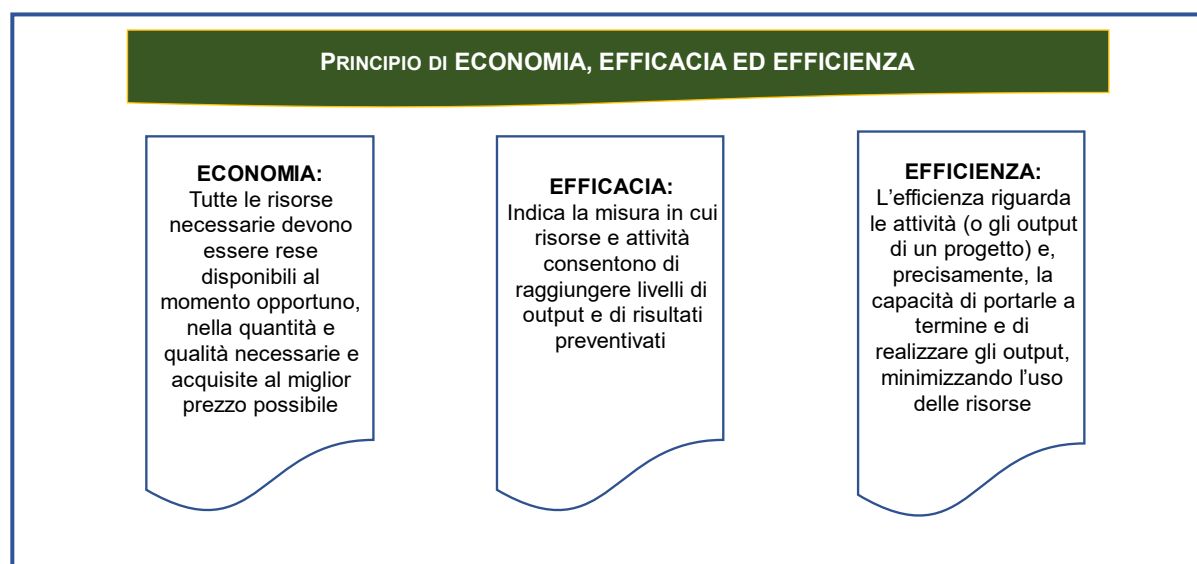 PRINCIPIO DI ECONOMIA, EFFICACIA ED EFFICIENZA
ECONOMIA:
Tutte le risorse
necessarie devono
essere rese
disponibili al
momento opportuno,
nella quantità e
qualità necessarie e
acquisite al miglior
prezzo possibile
EFFICACIA:
Indica la misura in cui
risorse e attività
consentono di
raggiungere livelli di
output e di risultati
preventivati
EFFICIENZA:
L’efficienza riguarda
le attività (o gli output
di un progetto) e,
precisamente, la
capacità di portarle a
termine e di
realizzare gli output,
minimizzando l’uso
delle risorse